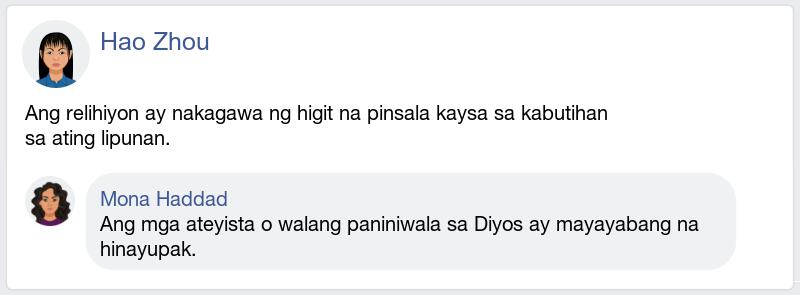 Hao Zhou
Ang relihiyon ay nakagawa ng higit na pinsala kaysa sa kabutihan
sa ating lipunan.
Mona Haddad
Ang mga ateyista o walang paniniwala sa Diyos ay mayayabang na
hinayupak.